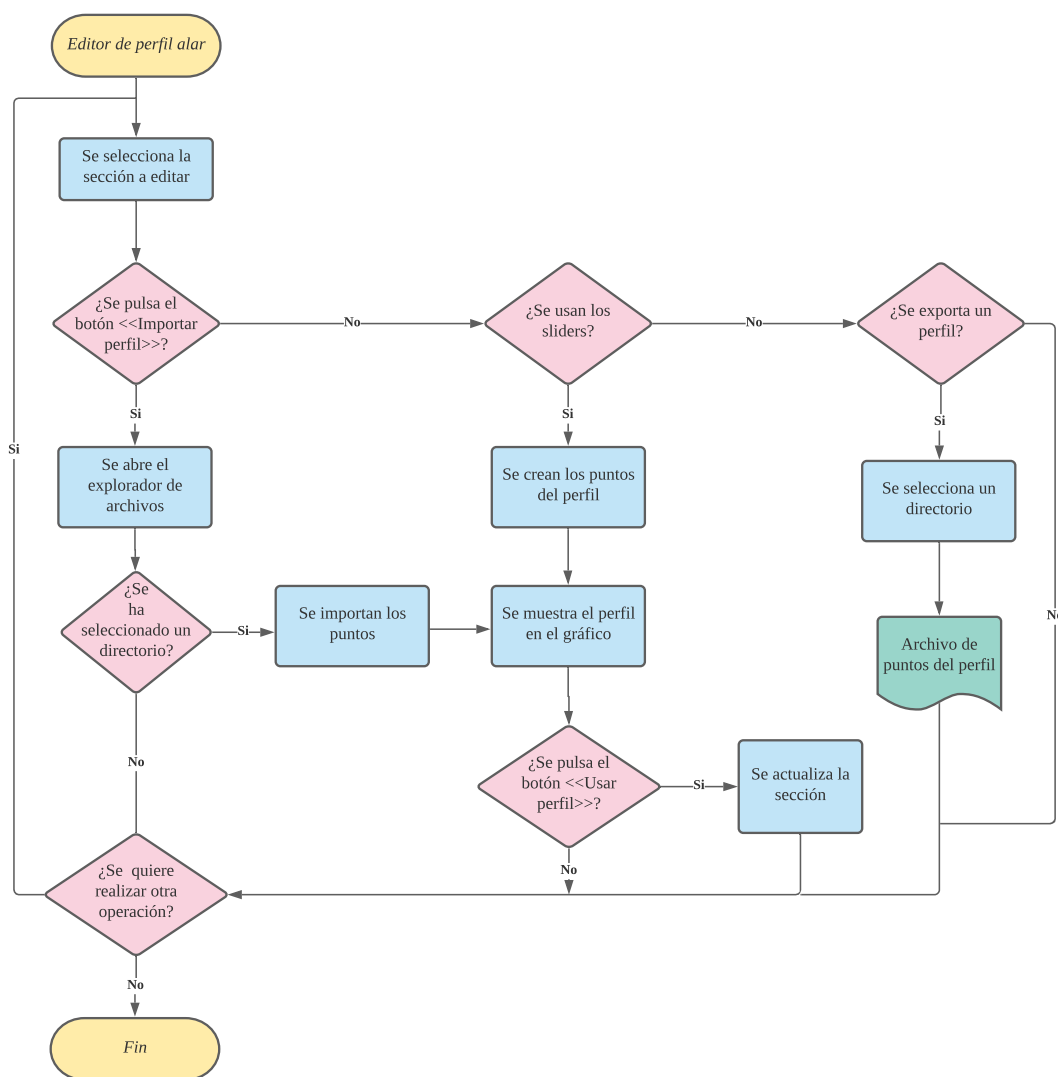 Editor de perfil alar
Se selecciona la
sección a editar
¿Se pulsa el
botón <<Importar
perfil>>?
No
¿Se usan los
sliders?
No
¿Se exporta un
perfil?
Si
Si
Si
Si
Se abre el
explorador de
archivos
Se crean los puntos
del perfil
Se selecciona un
directorio
¿Se
ha
seleccionado un
directorio?
Si
Se importan los
puntos
Se muestra el perfil
en el gráfico
Archivo de
puntos del perfil
No
No
¿Se pulsa el
botón <<Usar
perfil>>?
Si
Se actualiza la
sección
No
¿Se  quiere
realizar otra
operación?
No
Fin